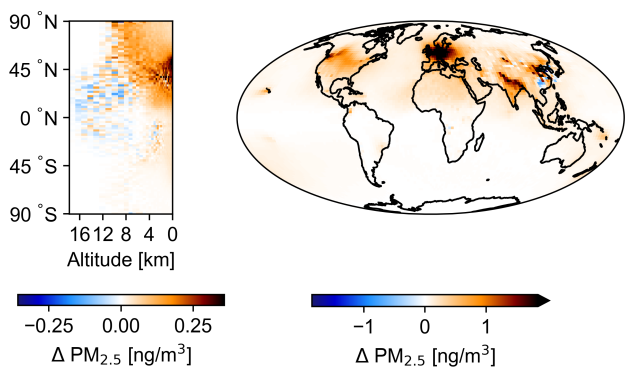 90 °N
45 °N
0 °N
45 °S
90 °S
16 12 8 4 0
Altitude [km]
−0.25 0.00 0.25
Δ PM2.5 [ng/m³]
−1 0 1
Δ PM2.5 [ng/m³]